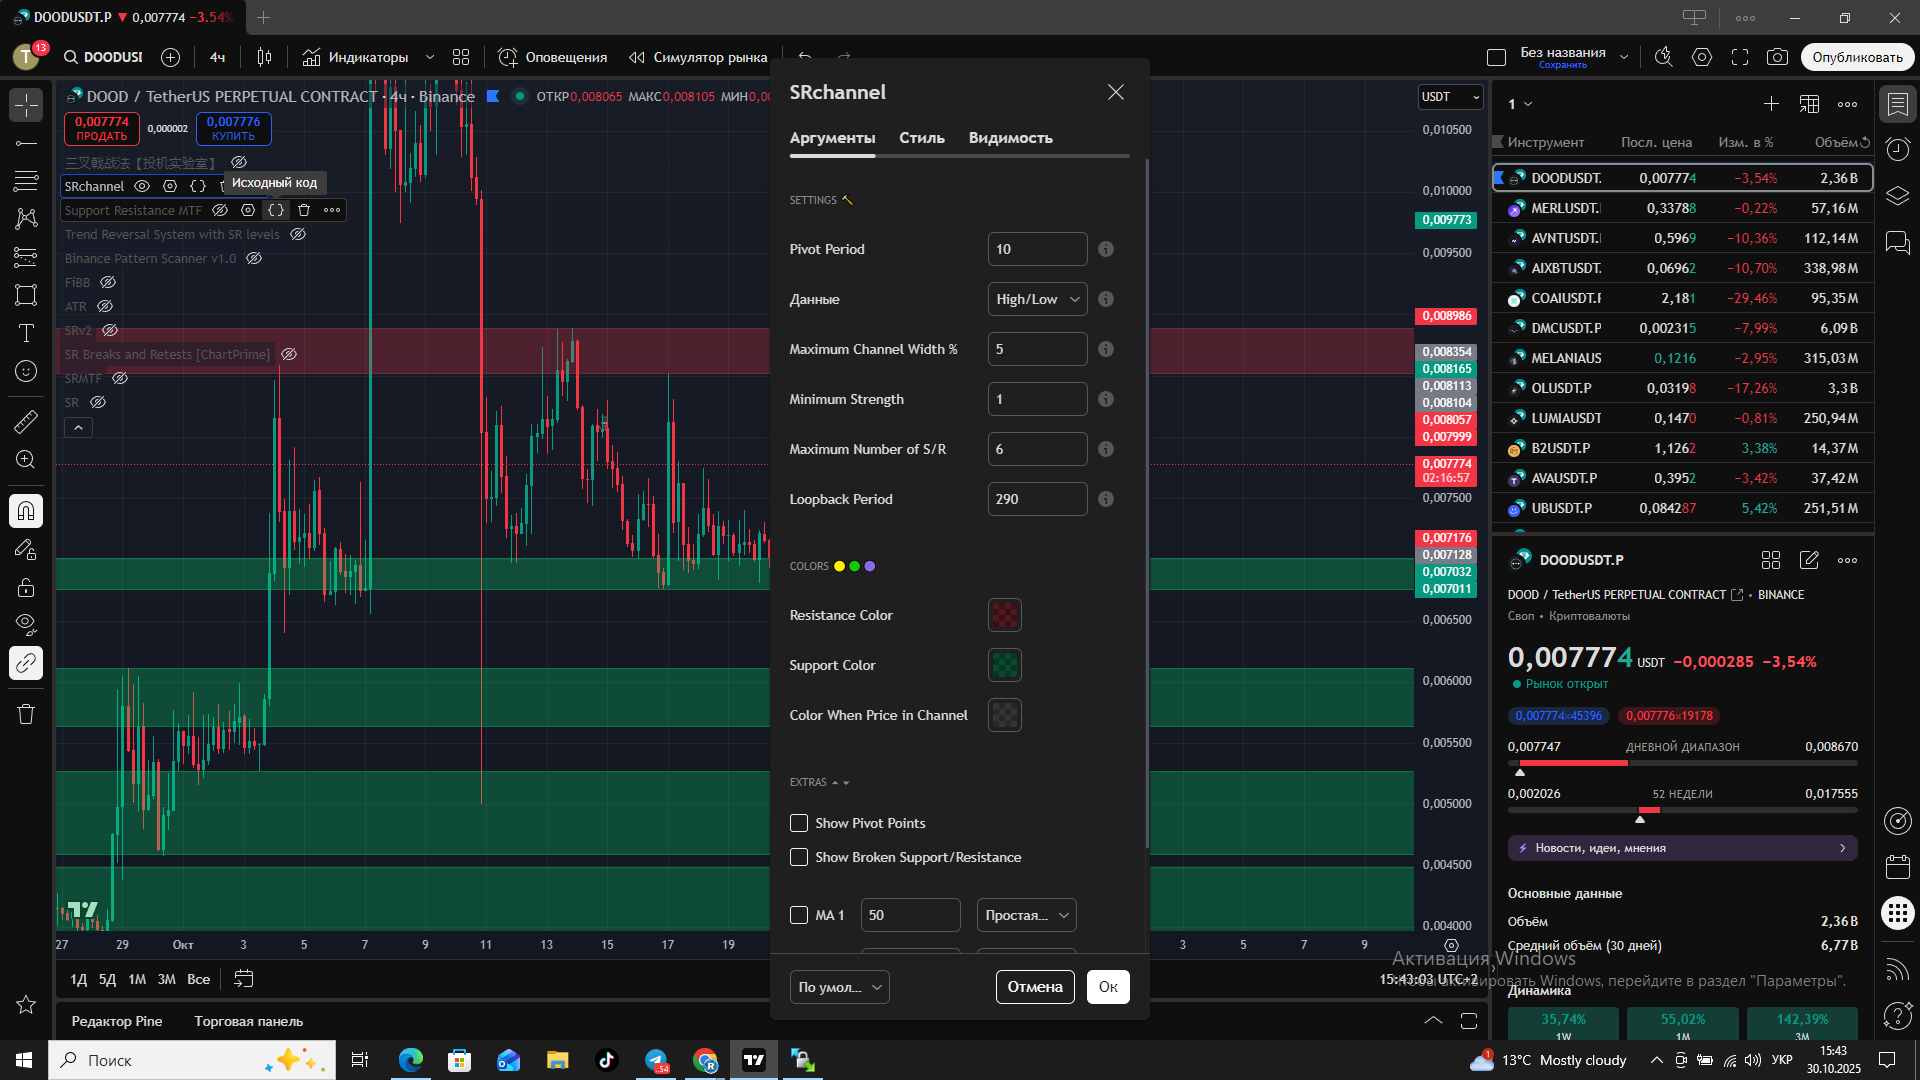 DOODUSDT.P ▼ 0,007774 −3.54%
T 13 DOODUSI 4ч Индикаторы Оповещения Симулятор рынка Без названия Сохранить Опубликовать
DOOD / TetherUS PERPETUAL CONTRACT · 4ч · Binance ОТКР0,008065 МАКС0,008105 МИН0,00
0,007774 ПРОДАТЬ
0,000002
0,007776 КУПИТЬ
三叉戟战法【投机实验室】
SRchannel
Исходный код
Support Resistance MTF
Trend Reversal System with SR levels
Binance Pattern Scanner v1.0
FiBB
ATR
SRv2
SR Breaks and Retests [ChartPrime]
SRMTF
SR
27 29 Окт 3 5 7 9 11 13 15 17 19
3 5 7 9
1Д 5Д 1М 3М Все
15:43:03 UTC+2
Редактор Pine Торговая панель
SRchannel
Аргументы Стиль Видимость
SETTINGS
Pivot Period 10
Данные High/Low
Maximum Channel Width % 5
Minimum Strength 1
Maximum Number of S/R 6
Loopback Period 290
COLORS
Resistance Color
Support Color
Color When Price in Channel
EXTRAS
Show Pivot Points
Show Broken Support/Resistance
MA 1 50 Простая...
По умол... Отмена Ок
USDT
0,010500
0,010000
0,009773
0,009500
0,008986
0,008354
0,008165
0,008113
0,008104
0,008057
0,007999
0,007774
02:16:57
0,007500
0,007176
0,007128
0,007032
0,007011
0,006500
0,006000
0,005500
0,005000
0,004500
0,004000
1
Инструмент Посл. цена Изм. в % Объём
DOODUSDT. 0,007774 −3,54% 2,36 B
MERLUSDT. 0,33788 −0,22% 57,16 M
AVNTUSDT. 0,5969 −10,36% 112,14 M
AIXBTUSDT. 0,06962 −10,70% 338,98 M
COAIUSDT.F 2,181 −29,46% 95,35 M
DMCUSDT.P 0,002315 −7,99% 6,09 B
MELANIAUS 0,1216 −2,95% 315,03 M
OLUSDT.P 0,03198 −17,26% 3,3 B
LUMIAUSDT 0,1470 −0,81% 250,94 M
B2USDT.P 1,1262 3,38% 14,37 M
AVAUSDT.P 0,3952 −3,42% 37,42 M
UBUSDT.P 0,084287 5,42% 251,51 M
DOODUSDT.P
DOOD / TetherUS PERPETUAL CONTRACT • BINANCE
Своп • Криптовалюты
0,007774 USDT −0,000285 −3,54%
Рынок открыт
0,007774×45396 0,007776×19178
0,007747 ДНЕВНОЙ ДИАПАЗОН 0,008670
0,002026 52 НЕДЕЛИ 0,017555
Новости, идеи, мнения
Основные данные
Объём 2,36 B
Средний объём (30 дней) 6,77 B
Активация Windows
Чтобы активировать Windows, перейдите в раздел "Параметры".
Динамика
35,74% 55,02% 142,39%
1W 1M 3M
Поиск
54
1 13°C Mostly cloudy УКР 15:43
30.10.2025